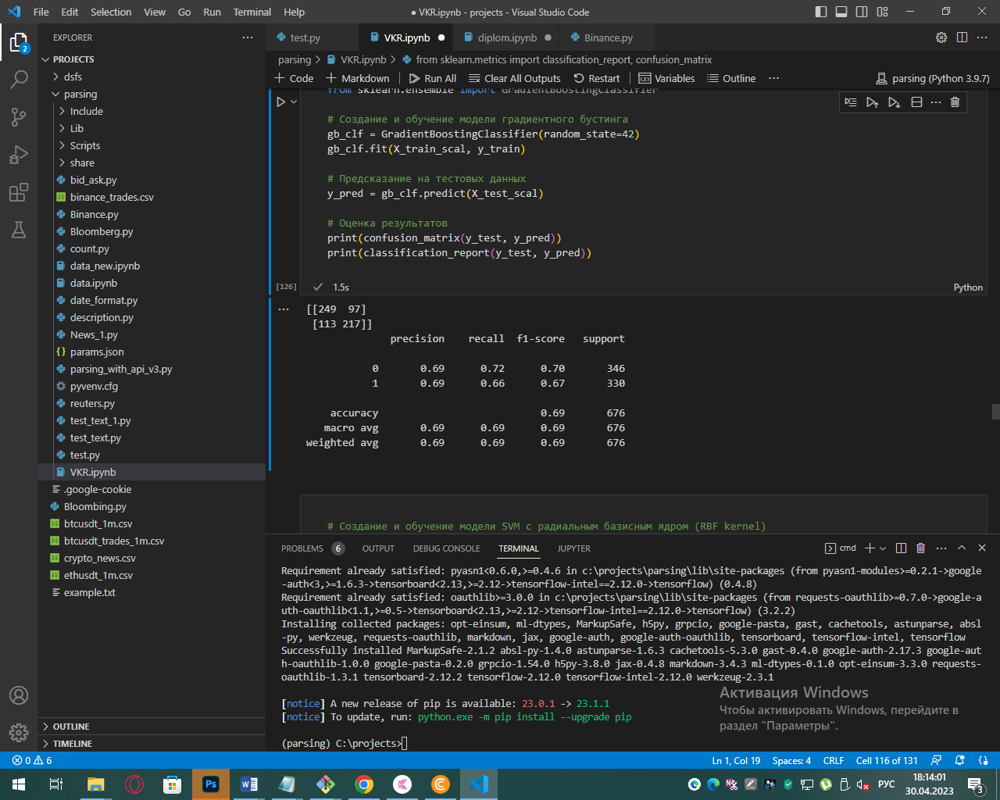 File Edit Selection View Go Run Terminal Help
● VKR.ipynb - projects - Visual Studio Code
EXPLORER
PROJECTS
dsfs
parsing
Include
Lib
Scripts
share
bid_ask.py
binance_trades.csv
Binance.py
Bloomberg.py
count.py
data_new.ipynb
data.ipynb
date_format.py
description.py
News_1.py
params.json
parsing_with_api_v3.py
pyvenv.cfg
reuters.py
test_text_1.py
test_text.py
test.py
VKR.ipynb
.google-cookie
Bloombing.py
btcusdt_1m.csv
btcusdt_trades_1m.csv
crypto_news.csv
ethusdt_1m.csv
example.txt
OUTLINE
TIMELINE
2
test.py VKR.ipynb diplom.ipynb Binance.py
parsing > VKR.ipynb > from sklearn.metrics import classification_report, confusion_matrix
Code Markdown Run All Clear All Outputs Restart Variables Outline parsing (Python 3.9.7)
from sklearn.ensemble import GradientBoostingClassifier
# Создание и обучение модели градиентного бустинга
gb_clf = GradientBoostingClassifier(random_state=42)
gb_clf.fit(X_train_scal, y_train)
# Предсказание на тестовых данных
y_pred = gb_clf.predict(X_test_scal)
# Оценка результатов
print(confusion_matrix(y_test, y_pred))
print(classification_report(y_test, y_pred))
[126] 1.5s Python
[[249 97]
[113 217]]
precision recall f1-score support
0 0.69 0.72 0.70 346
1 0.69 0.66 0.67 330
accuracy 0.69 676
macro avg 0.69 0.69 0.69 676
weighted avg 0.69 0.69 0.69 676
# Создание и обучение модели SVM с радиальным базисным ядром (RBF kernel)
PROBLEMS 6 OUTPUT DEBUG CONSOLE TERMINAL JUPYTER cmd
Requirement already satisfied: pyasn1<0.6.0,>=0.4.6 in c:\projects\parsing\lib\site-packages (from pyasn1-modules>=0.2.1->google
-auth<3,>=1.6.3->tensorboard<2.13,>=2.12->tensorflow-intel==2.12.0->tensorflow) (0.4.8)
Requirement already satisfied: oauthlib>=3.0.0 in c:\projects\parsing\lib\site-packages (from requests-oauthlib>=0.7.0->google-a
uth-oauthlib<1.1,>=0.5->tensorboard<2.13,>=2.12->tensorflow-intel==2.12.0->tensorflow) (3.2.2)
Installing collected packages: opt-einsum, ml-dtypes, MarkupSafe, h5py, grpcio, google-pasta, gast, cachetools, astunparse, absl
-py, werkzeug, requests-oauthlib, markdown, jax, google-auth, google-auth-oauthlib, tensorboard, tensorflow-intel, tensorflow
Successfully installed MarkupSafe-2.1.2 absl-py-1.4.0 astunparse-1.6.3 cachetools-5.3.0 gast-0.4.0 google-auth-2.17.3 google-aut
h-oauthlib-1.0.0 google-pasta-0.2.0 grpcio-1.54.0 h5py-3.8.0 jax-0.4.8 markdown-3.4.3 ml-dtypes-0.1.0 opt-einsum-3.3.0 requests-
oauthlib-1.3.1 tensorboard-2.12.2 tensorflow-2.12.0 tensorflow-intel-2.12.0 werkzeug-2.3.1
[notice] A new release of pip is available: 23.0.1 -> 23.1.1
[notice] To update, run: python.exe -m pip install --upgrade pip
(parsing) C:\projects>
Активация Windows
Чтобы активировать Windows, перейдите в
раздел "Параметры".
0 6 Ln 1, Col 19 Spaces: 4 CRLF Cell 116 of 131
Ps РУС 18:14:01
30.04.2023
3